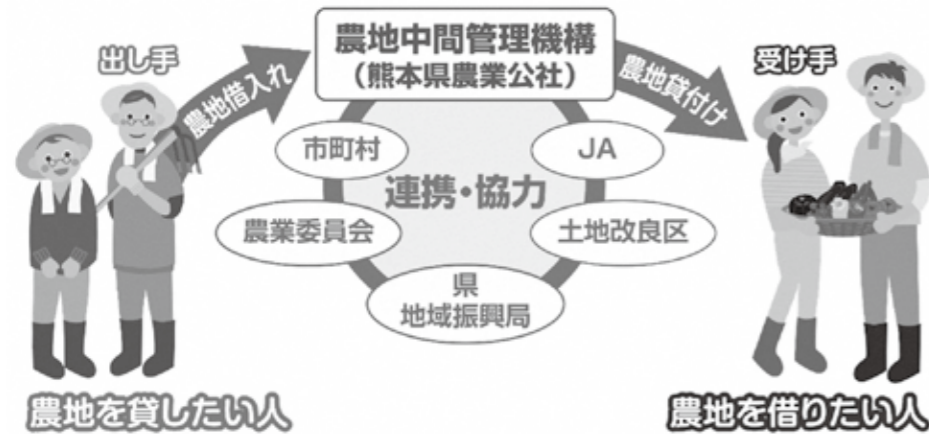 農地中間管理機構
（熊本県農業公社）
出し手
農地借入れ
農地貸付け
受け手
市町村
JA
連携・協力
農業委員会
土地改良区
県
地域振興局
農地を貸したい人
農地を借りたい人